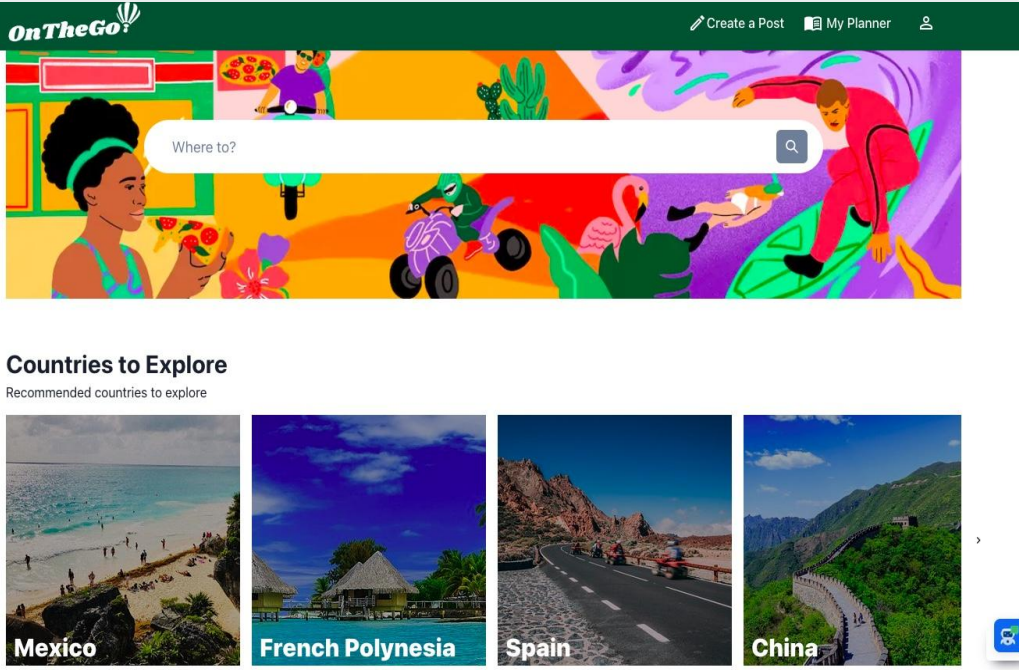 OnTheGo
Create a Post
My Planner
Where to?
Countries to Explore
Recommended countries to explore
Mexico
French Polynesia
Spain
China